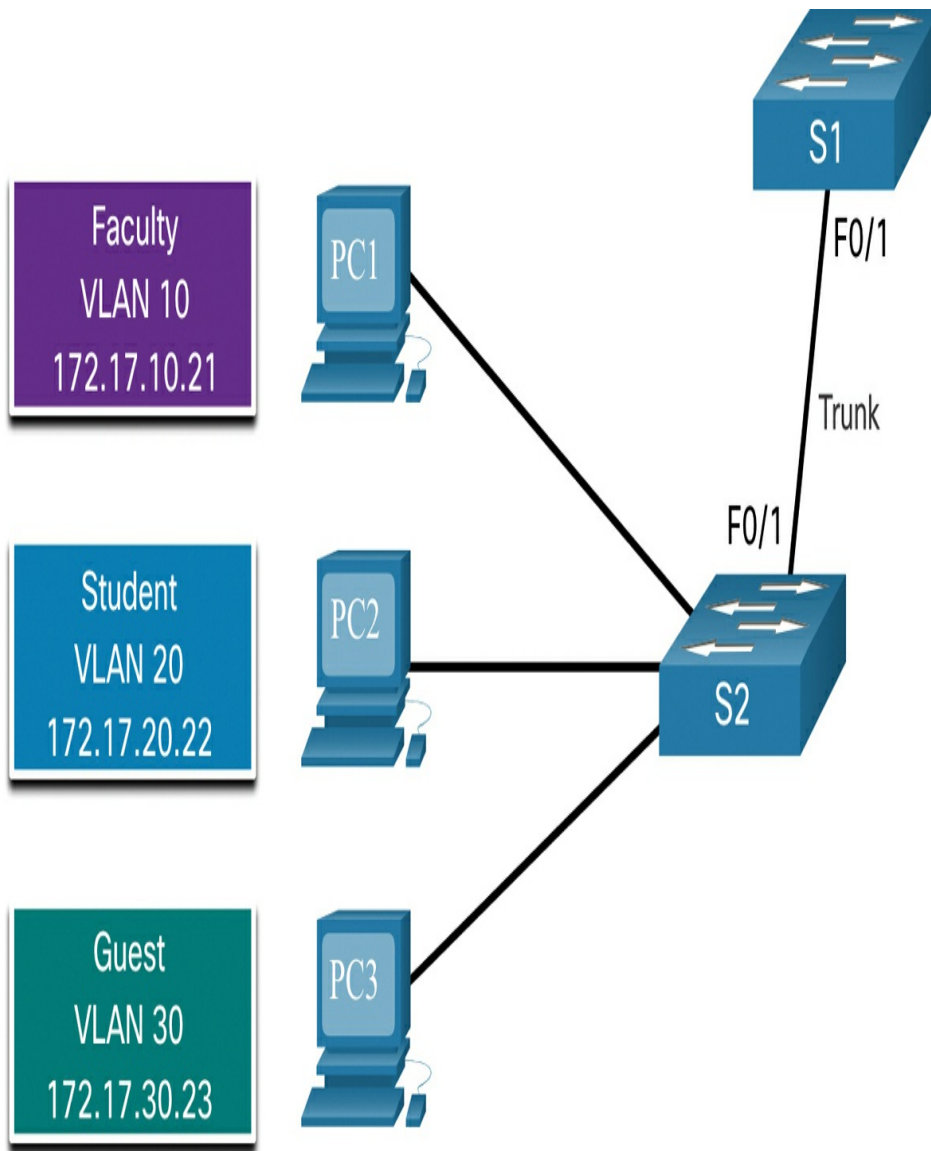 S1
F0/1
Faculty
VLAN 10
172.17.10.21
PC1
Trunk
F0/1
Student
VLAN 20
172.17.20.22
PC2
S2
Guest
VLAN 30
172.17.30.23
PC3